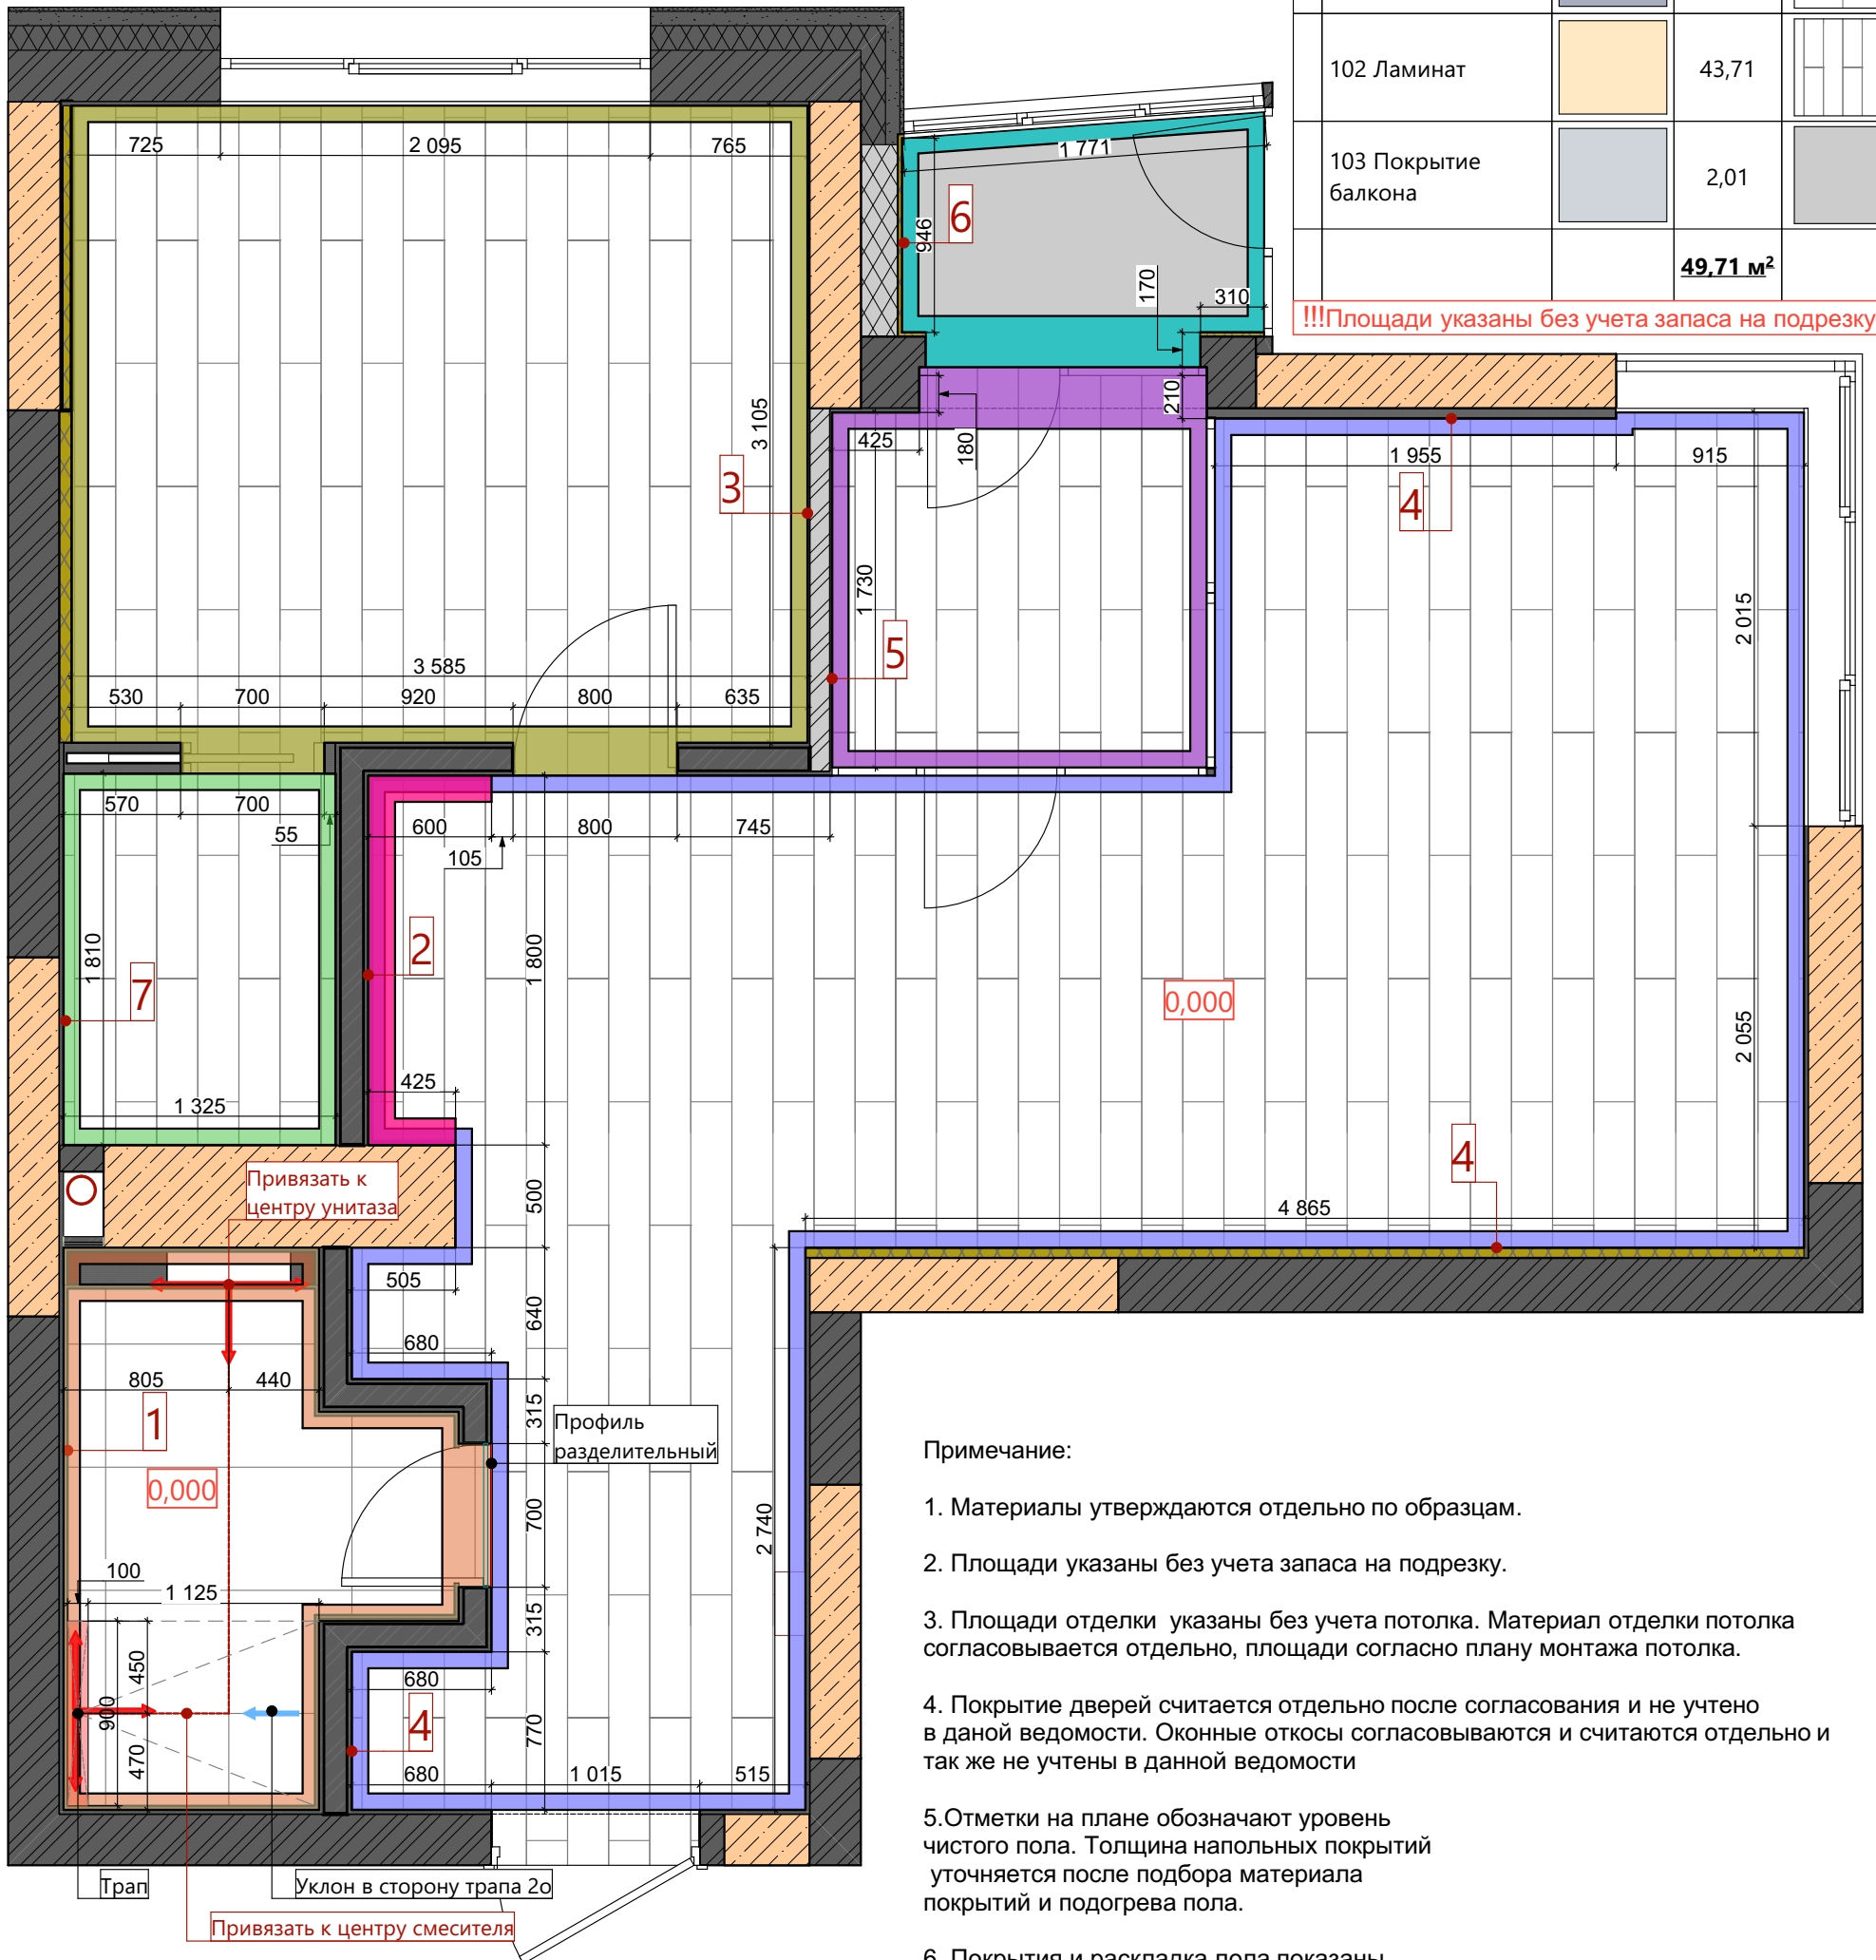 102 Ламинат
43,71
103 Покрытие
балкона
2,01
49,71 м²
!!!Площади указаны без учета запаса на подрезку
725
2 095
765
1 771
6
946
170
310
3 105
3
425
180
210
1 955
915
4
1 730
5
2 015
3 585
530
700
920
800
635
570
700
55
600
105
800
745
1 810
7
2
1 800
0,000
2 055
425
1 325
Привязать к
центру унитаза
500
4
4 865
505
640
680
805
440
1
315
Профиль
разделительный
0,000
700
2 740
100
1 125
315
450
900
470
680
4
770
680
1 015
515
Трап
Уклон в сторону трапа 2о
Привязать к центру смесителя
Примечание:
1. Материалы утверждаются отдельно по образцам.
2. Площади указаны без учета запаса на подрезку.
3. Площади отделки указаны без учета потолка. Материал отделки потолка
согласовывается отдельно, площади согласно плану монтажа потолка.
4. Покрытие дверей считается отдельно после согласования и не учтено
в даной ведомости. Оконные откосы согласовываются и считаются отдельно и
так же не учтены в данной ведомости
5.Отметки на плане обозначают уровень
чистого пола. Толщина напольных покрытий
уточняется после подбора материала
покрытий и подогрева пола.
6. Покрытия и раскладка пола показаны